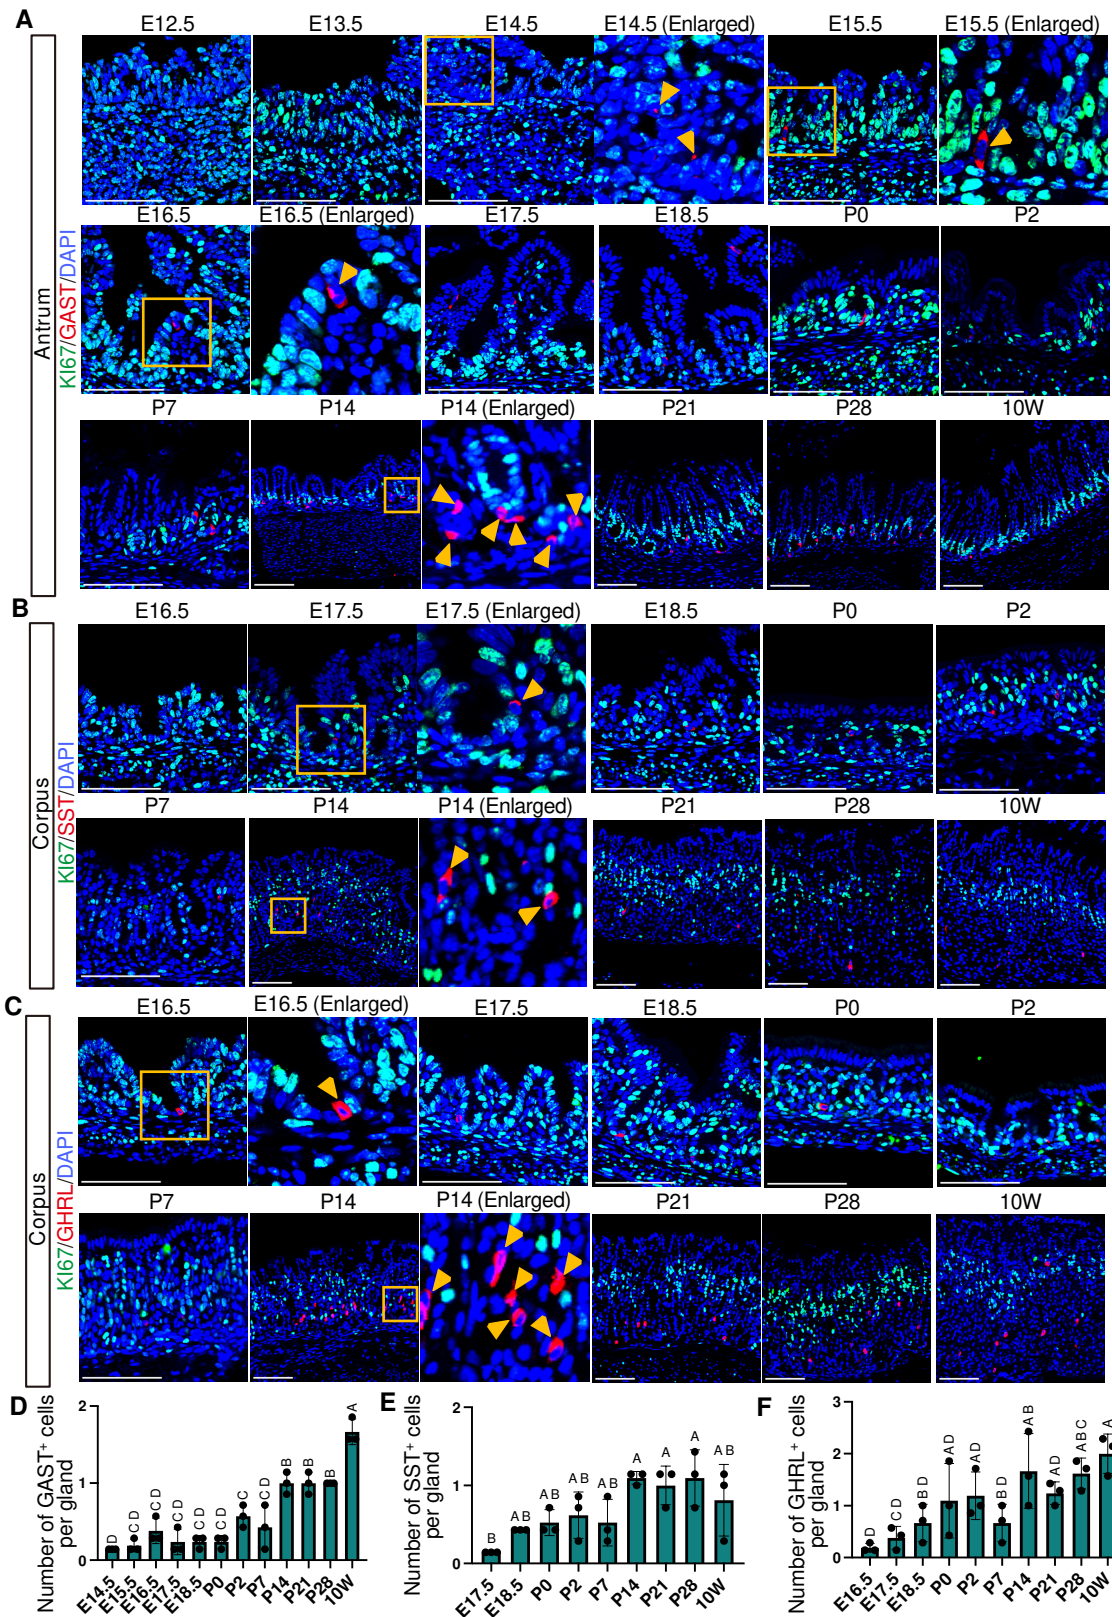 A
E12.5 E13.5 E14.5 E14.5 (Enlarged) E15.5 E15.5 (Enlarged)
Antrum
KI67/GAST/DAPI
E16.5 E16.5 (Enlarged) E17.5 E18.5 P0 P2
P7 P14 P14 (Enlarged) P21 P28 10W
B
E16.5 E17.5 E17.5 (Enlarged) E18.5 P0 P2
Corpus
KI67/SST/DAPI
P7 P14 P14 (Enlarged) P21 P28 10W
C
E16.5 E16.5 (Enlarged) E17.5 E18.5 P0 P2
Corpus
KI67/GHRL/DAPI
P7 P14 P14 (Enlarged) P21 P28 10W
D
Number of GAST+ cells
per gland
2
1
0
D C D C D C D C D C D C C D B B B A
E14.5 E15.5 E16.5 E17.5 E18.5 P0 P2 P7 P14 P21 P28 10W
E
Number of SST+ cells
per gland
2
1
0
B A B A B A B A B A A A A B
E17.5 E18.5 P0 P2 P7 P14 P21 P28 10W
F
Number of GHRL+ cells
per gland
3
2
1
0
D C D B D A D A D B D A B A D A B C A
E16.5 E17.5 E18.5 P0 P2 P7 P14 P21 P28 10W